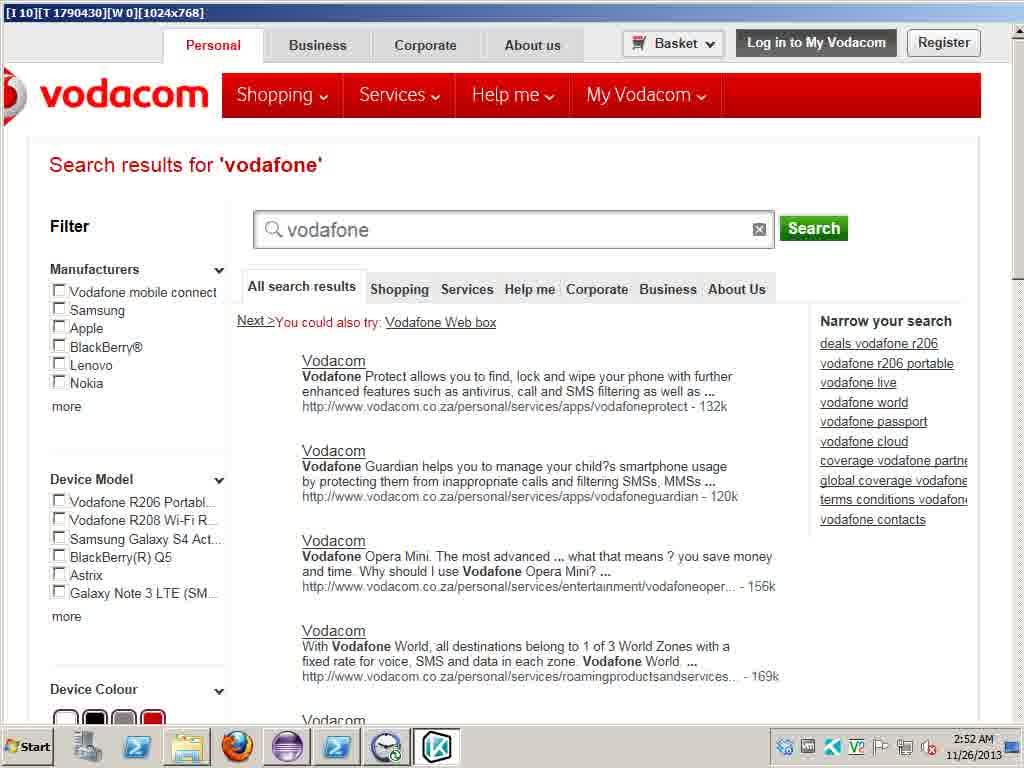 [I 10][T 1790430][W 0][1024x768]
Personal Business Corporate About us Basket Log in to My Vodacom Register
vodacom Shopping Services Help me My Vodacom
Search results for 'vodafone'
Filter
vodafone Search
Manufacturers
Vodafone mobile connect
Samsung
Apple
BlackBerry®
Lenovo
Nokia
more
Device Model
Vodafone R206 Portabl...
Vodafone R208 Wi-Fi R...
Samsung Galaxy S4 Act...
BlackBerry(R) Q5
Astrix
Galaxy Note 3 LTE (SM...
more
Device Colour
All search results Shopping Services Help me Corporate Business About Us
Next >You could also try: Vodafone Web box
Vodacom
Vodafone Protect allows you to find, lock and wipe your phone with further
enhanced features such as antivirus, call and SMS filtering as well as ...
http://www.vodacom.co.za/personal/services/apps/vodafoneprotect - 132k
Vodacom
Vodafone Guardian helps you to manage your child?s smartphone usage
by protecting them from inappropriate calls and filtering SMSs, MMSs ...
http://www.vodacom.co.za/personal/services/apps/vodafoneguardian - 120k
Vodacom
Vodafone Opera Mini. The most advanced ... what that means ? you save money
and time. Why should I use Vodafone Opera Mini? ...
http://www.vodacom.co.za/personal/services/entertainment/vodafoneoper... - 156k
Vodacom
With Vodafone World, all destinations belong to 1 of 3 World Zones with a
fixed rate for voice, SMS and data in each zone. Vodafone World. ...
http://www.vodacom.co.za/personal/services/roamingproductsandservices... - 169k
Vodacom
Narrow your search
deals vodafone r206
vodafone r206 portable
vodafone live
vodafone world
vodafone passport
vodafone cloud
coverage vodafone partne
global coverage vodafone
terms conditions vodafon
vodafone contacts
Start
2:52 AM
11/26/2013